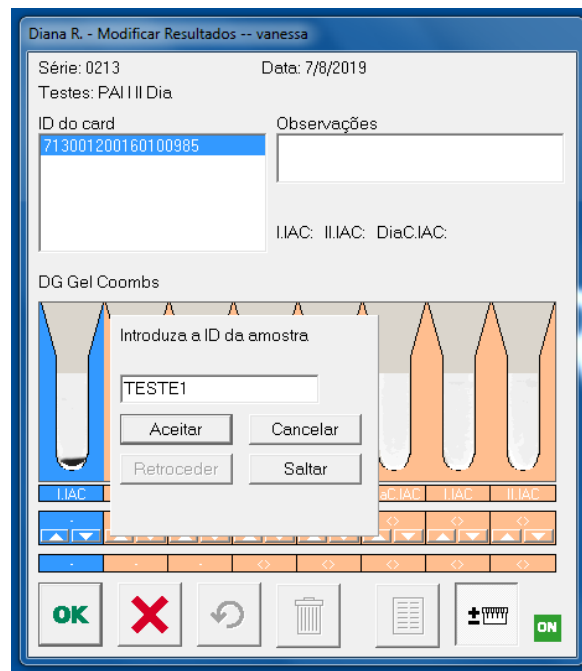 Diana R. - Modificar Resultados -- vanessa
Série: 0213 Data: 7/8/2019
Testes: PAI I II Dia
ID do card Observações
713001200160100985
I.IAC: II.IAC: DiaC.IAC:
DG Gel Coombs
Introduza a ID da amostra
TESTE1
Aceitar Cancelar
Retroceder Saltar
I.IAC aC.IAC I.IAC II.IAC
- <> <> <>
- - - <> <> <> <> <>
OK ± ON